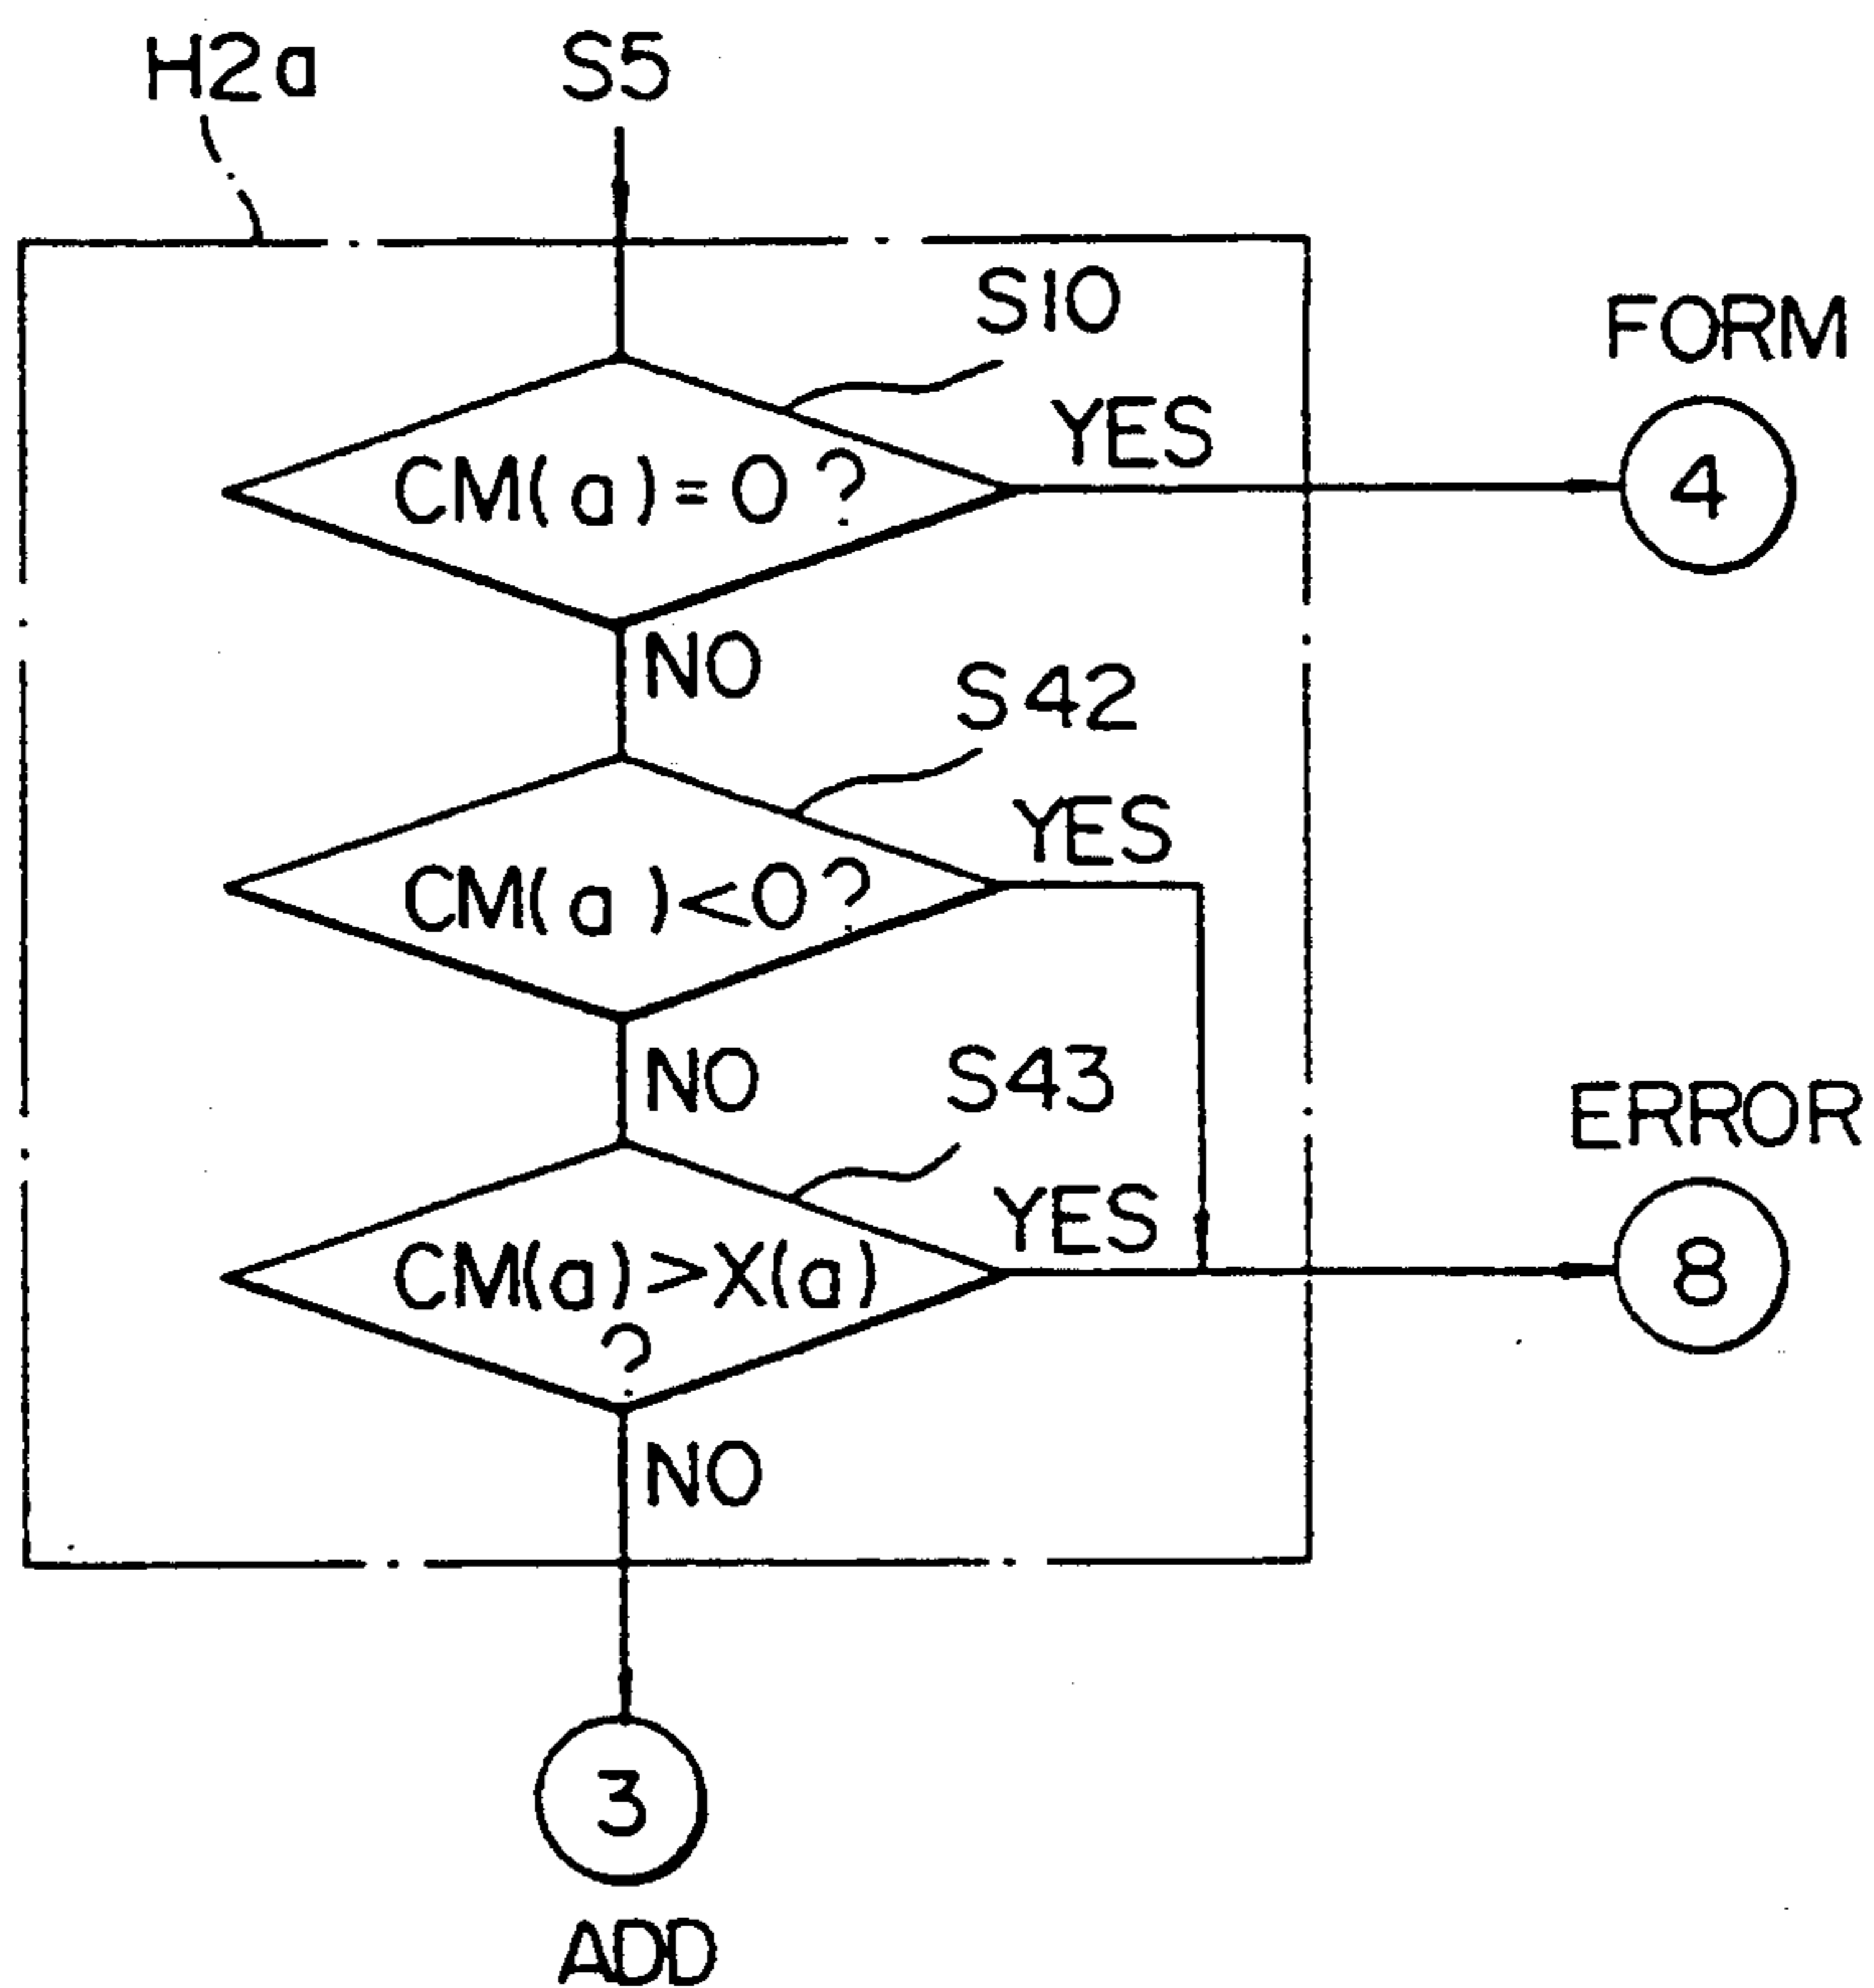 H2a
S5
S10
FORM
YES
4
CM(a)=0?
NO
S42
YES
CM(a)<0?
NO
S43
ERROR
YES
8
CM(a)>X(a)
?
NO
3
ADD